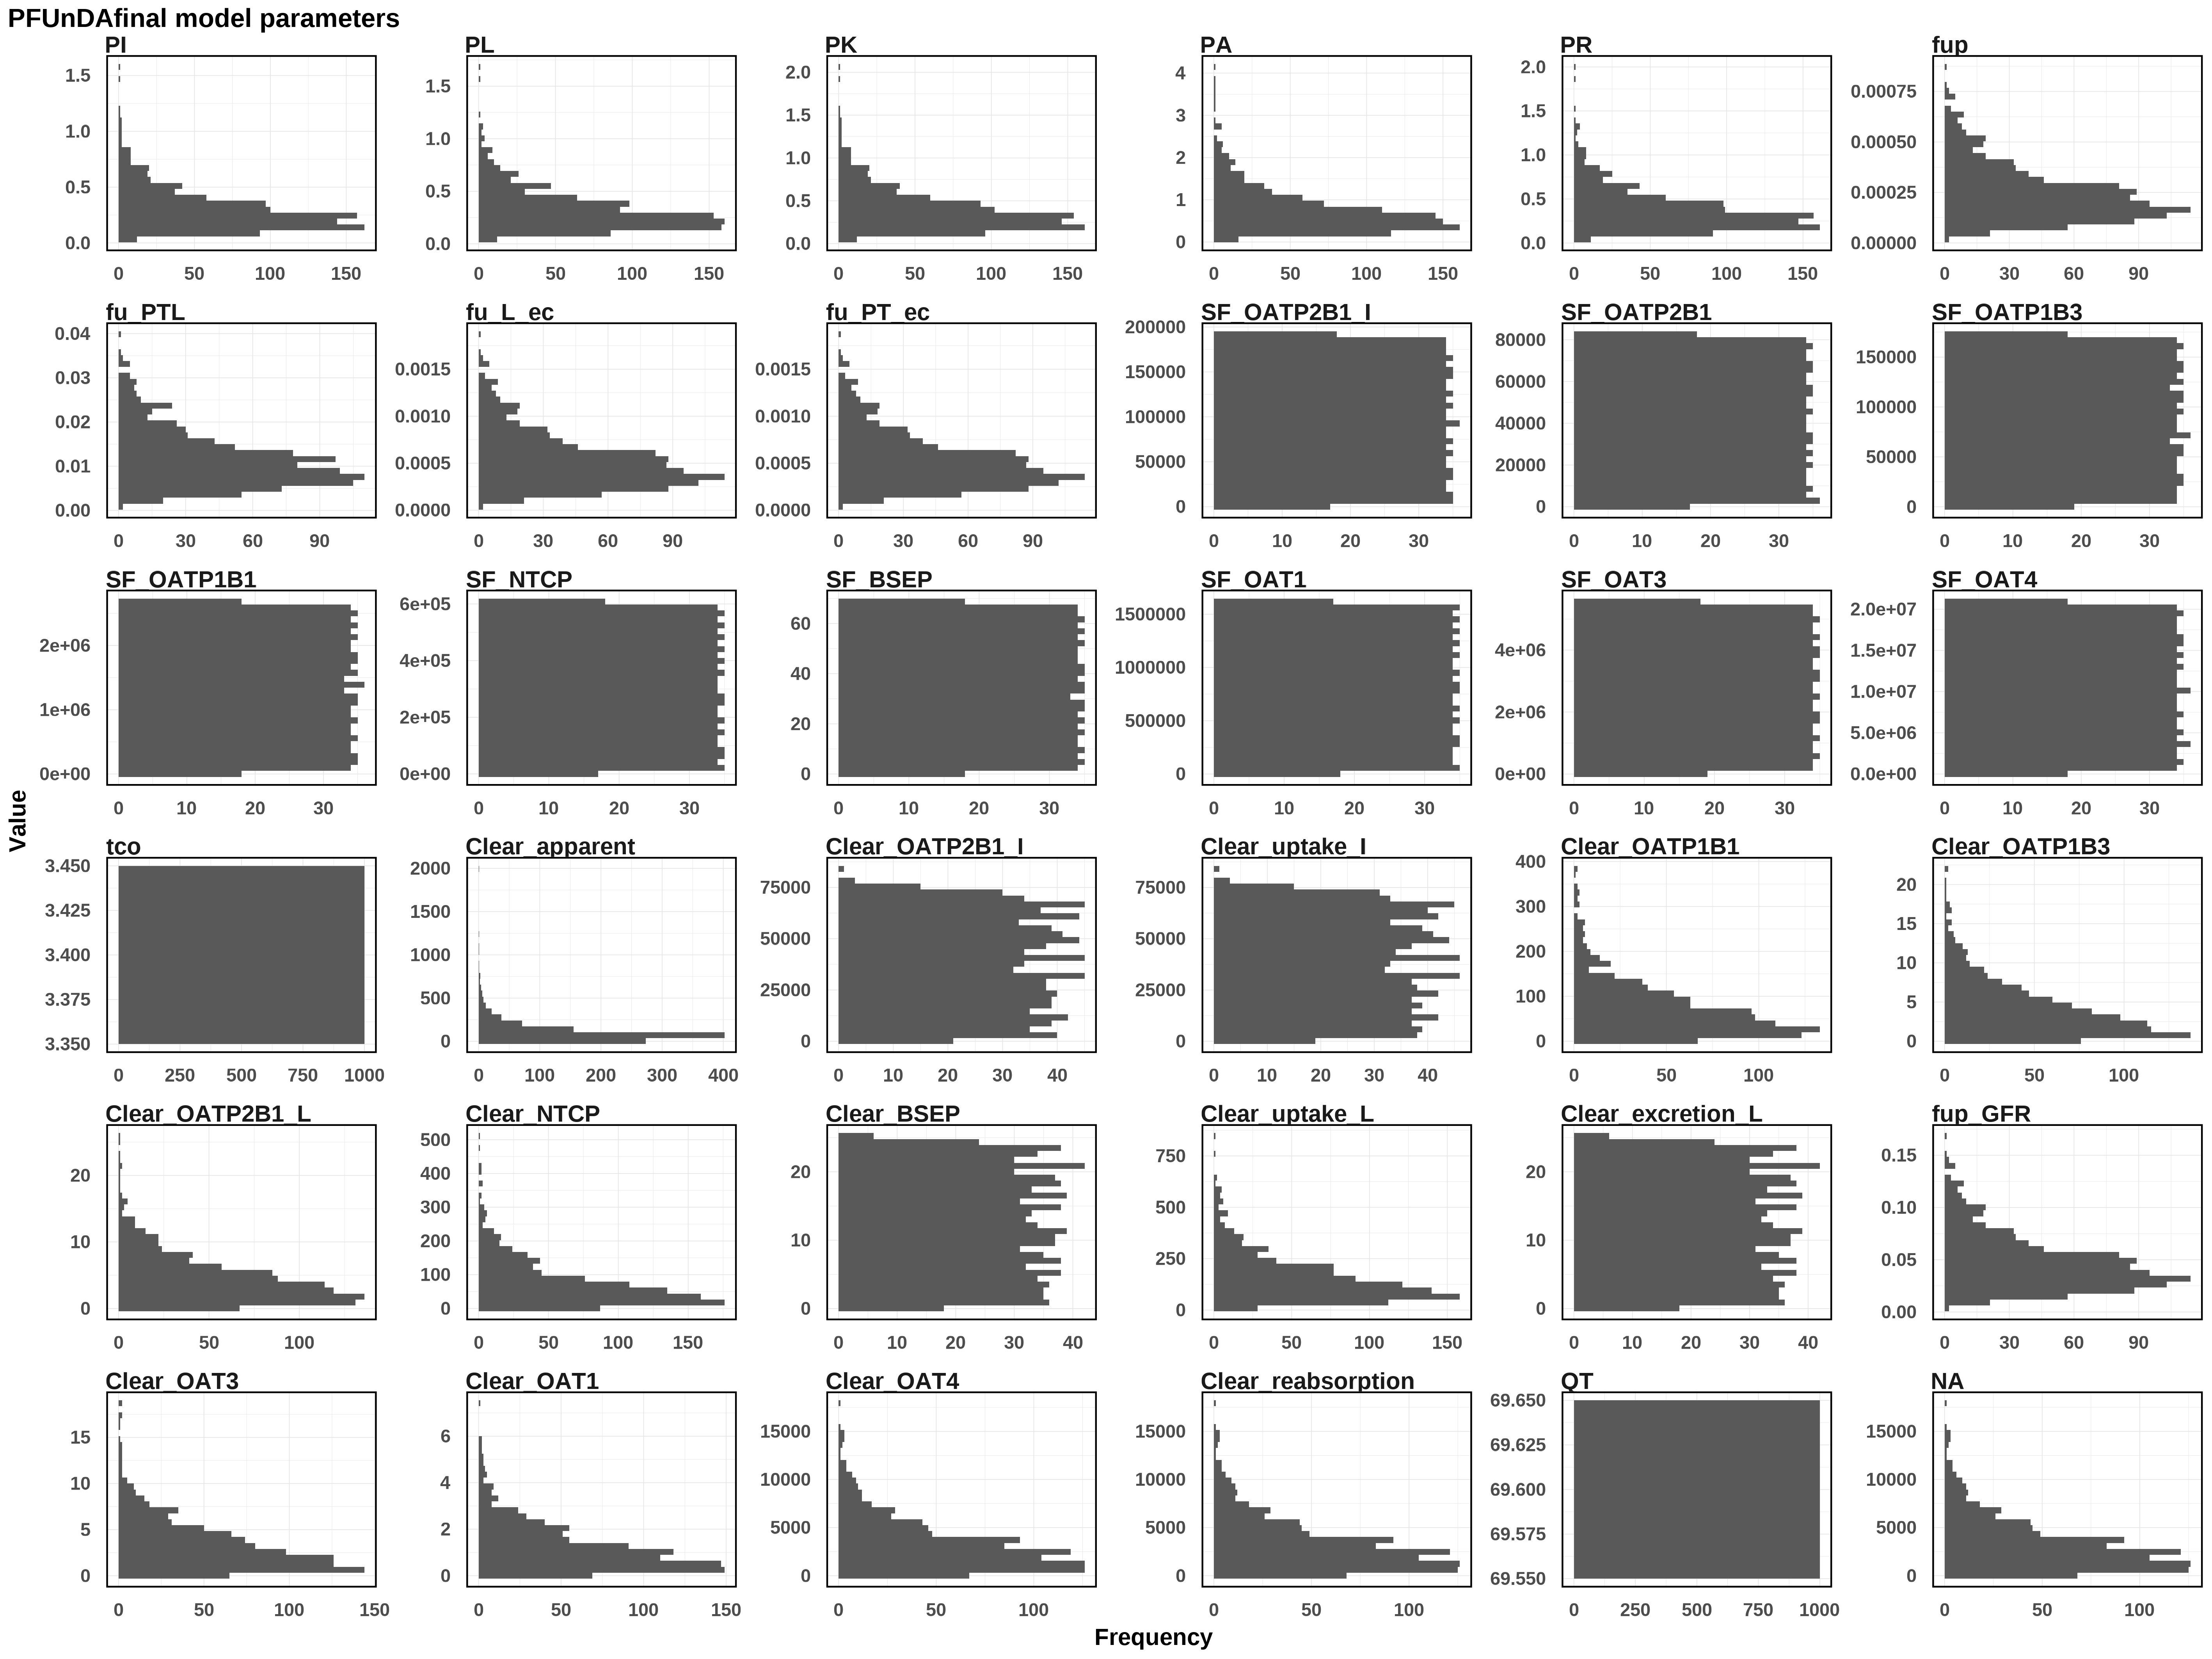 PFUnDAfinal model parameters
PI PL PK PA PR fup
1.5 1.0 0.5 0.0
0 50 100 150
1.5 1.0 0.5 0.0
0 50 100 150
2.0 1.5 1.0 0.5 0.0
0 50 100 150
4 3 2 1 0
0 50 100 150
2.0 1.5 1.0 0.5 0.0
0 50 100 150
0.00075 0.00050 0.00025 0.00000
0 30 60 90
fu_PTL fu_L_ec fu_PT_ec SF_OATP2B1_I SF_OATP2B1 SF_OATP1B3
0.04 0.03 0.02 0.01 0.00
0 30 60 90
0.0015 0.0010 0.0005 0.0000
0 30 60 90
0.0015 0.0010 0.0005 0.0000
0 30 60 90
200000 150000 100000 50000 0
0 10 20 30
80000 60000 40000 20000 0
0 10 20 30
150000 100000 50000 0
0 10 20 30
SF_OATP1B1 SF_NTCP SF_BSEP SF_OAT1 SF_OAT3 SF_OAT4
2e+06 1e+06 0e+00
0 10 20 30
6e+05 4e+05 2e+05 0e+00
0 10 20 30
60 40 20 0
0 10 20 30
1500000 1000000 500000 0
0 10 20 30
4e+06 2e+06 0e+00
0 10 20 30
2.0e+07 1.5e+07 1.0e+07 5.0e+06 0.0e+00
0 10 20 30
Value
tco Clear_apparent Clear_OATP2B1_I Clear_uptake_I Clear_OATP1B1 Clear_OATP1B3
3.450 3.425 3.400 3.375 3.350
0 250 500 750 1000
2000 1500 1000 500 0
0 100 200 300 400
75000 50000 25000 0
0 10 20 30 40
75000 50000 25000 0
0 10 20 30 40
400 300 200 100 0
0 50 100
20 15 10 5 0
0 50 100
Clear_OATP2B1_L Clear_NTCP Clear_BSEP Clear_uptake_L Clear_excretion_L fup_GFR
20 10 0
0 50 100
500 400 300 200 100 0
0 50 100 150
20 10 0
0 10 20 30 40
750 500 250 0
0 50 100 150
20 10 0
0 10 20 30 40
0.15 0.10 0.05 0.00
0 30 60 90
Clear_OAT3 Clear_OAT1 Clear_OAT4 Clear_reabsorption QT NA
15 10 5 0
0 50 100 150
6 4 2 0
0 50 100 150
15000 10000 5000 0
0 50 100
15000 10000 5000 0
0 50 100
69.650 69.625 69.600 69.575 69.550
0 250 500 750 1000
15000 10000 5000 0
0 50 100
Frequency